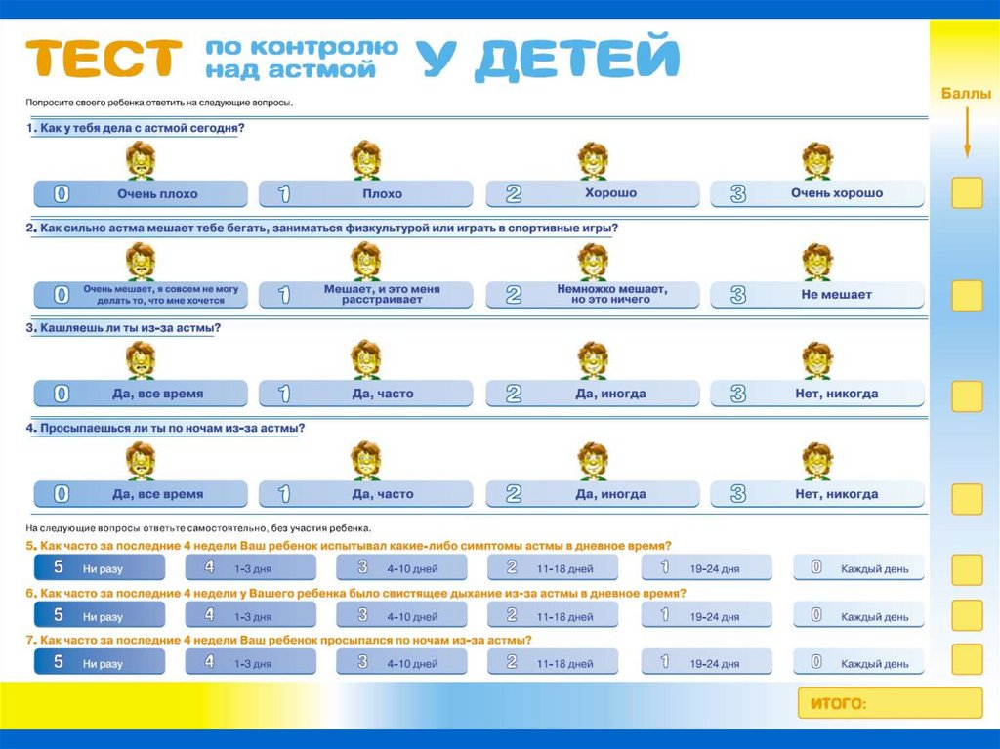 ТЕСТ по контролю над астмой У ДЕТЕЙ
Баллы
Попросите своего ребенка ответить на следующие вопросы.
1. Как у тебя дела с астмой сегодня?
0 Очень плохо 1 Плохо 2 Хорошо 3 Очень хорошо
2. Как сильно астма мешает тебе бегать, заниматься физкультурой или играть в спортивные игры?
0 Очень мешает, я совсем не могу делать то, что мне хочется 1 Мешает, и это меня расстраивает 2 Немножко мешает, но это ничего 3 Не мешает
3. Кашляешь ли ты из-за астмы?
0 Да, все время 1 Да, часто 2 Да, иногда 3 Нет, никогда
4. Просыпаешься ли ты по ночам из-за астмы?
0 Да, все время 1 Да, часто 2 Да, иногда 3 Нет, никогда
На следующие вопросы ответьте самостоятельно, без участия ребенка.
5. Как часто за последние 4 недели Ваш ребенок испытывал какие-либо симптомы астмы в дневное время?
5 Ни разу 4 1-3 дня 3 4-10 дней 2 11-18 дней 1 19-24 дня 0 Каждый день
6. Как часто за последние 4 недели у Вашего ребенка было свистящее дыхание из-за астмы в дневное время?
5 Ни разу 4 1-3 дня 3 4-10 дней 2 11-18 дней 1 19-24 дня 0 Каждый день
7. Как часто за последние 4 недели Ваш ребенок просыпался по ночам из-за астмы?
5 Ни разу 4 1-3 дня 3 4-10 дней 2 11-18 дней 1 19-24 дня 0 Каждый день
ИТОГО: